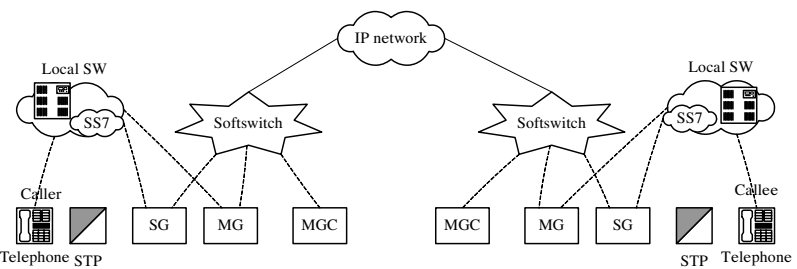 IP network
Local SW
Local SW
SS7
Softswitch
Softswitch
SS7
Caller
Callee
SG
MG
MGC
MGC
MG
SG
Telephone
STP
STP
Telephone